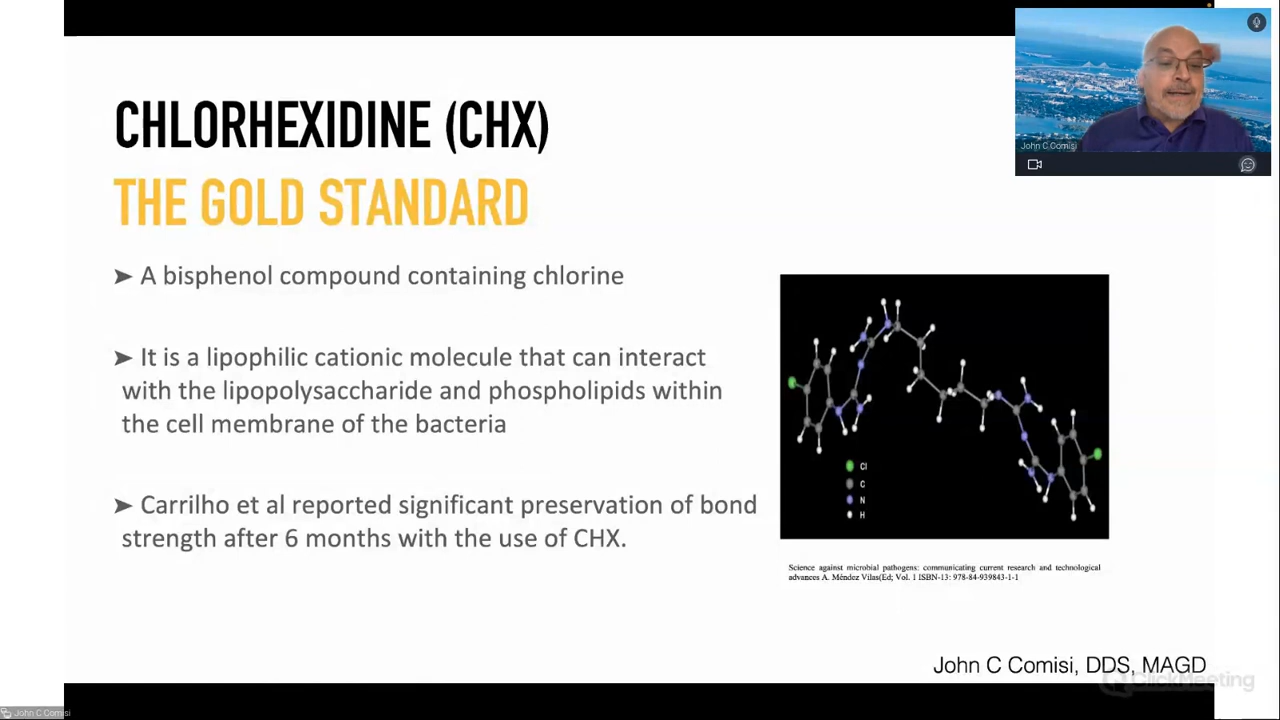 CHLORHEXIDINE (CHX)
THE GOLD STANDARD
➤ A bisphenol compound containing chlorine
➤ It is a lipophilic cationic molecule that can interact
with the lipopolysaccharide and phospholipids within
the cell membrane of the bacteria
➤ Carrilho et al reported significant preservation of bond
strength after 6 months with the use of CHX.
Cl
C
N
H
Science against microbial pathogens: communicating current research and technological
advances A. Méndez Vilas(Ed; Vol. 1 ISBN-13: 978-84-939843-1-1
John C Comisi
John C Comisi, DDS, MAGD
ClickMeeting
John C Comisi